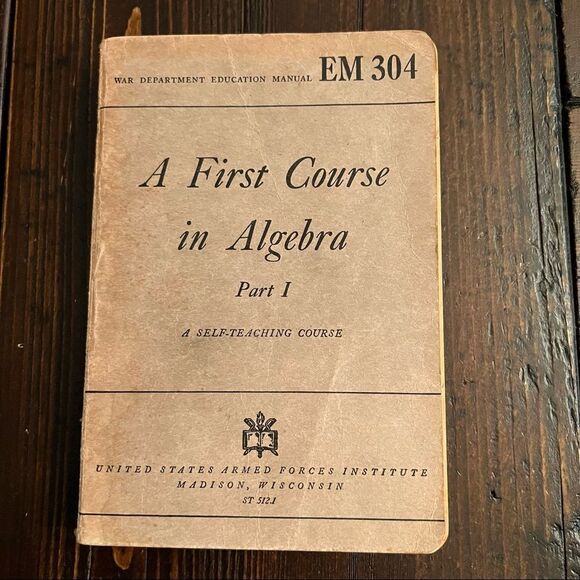 WAR DEPARTMENT EDUCATION MANUAL EM 304
A First Course
in Algebra
Part I
A SELF-TEACHING COURSE
UNITED STATES ARMED FORCES INSTITUTE
MADISON, WISCONSIN
ST 512.1